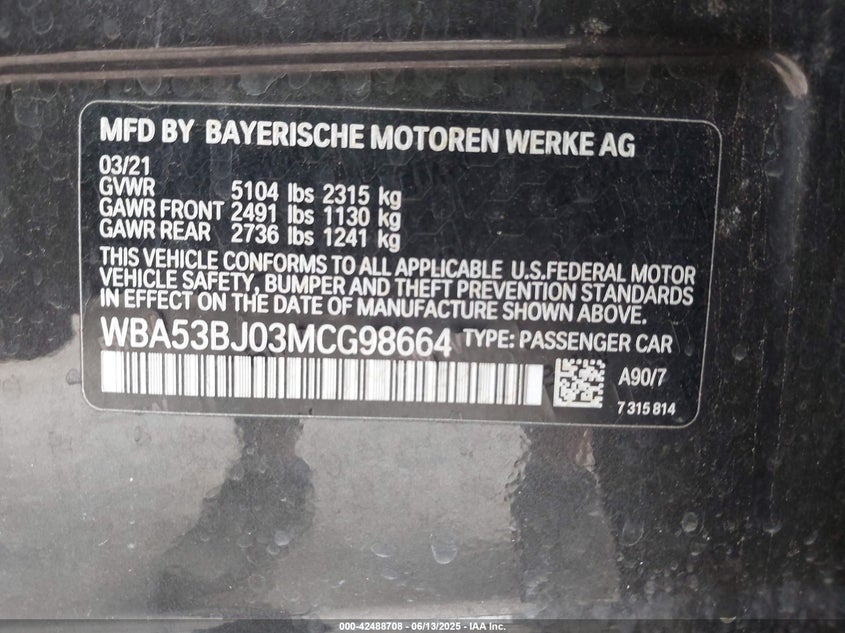 MFD BY BAYERISCHE MOTOREN WERKE AG
03/21
GVWR 5104 lbs 2315 kg
GAWR FRONT 2491 lbs 1130 kg
GAWR REAR 2736 lbs 1241 kg
THIS VEHICLE CONFORMS TO ALL APPLICABLE U.S.FEDERAL MOTOR
VEHICLE SAFETY, BUMPER AND THEFT PREVENTION STANDARDS
IN EFFECT ON THE DATE OF MANUFACTURE SHOWN ABOVE.
WBA53BJ03MCG98664 TYPE: PASSENGER CAR
A90/7
7 315 814
000-42488708 - 06/13/2025 - IAA Inc.